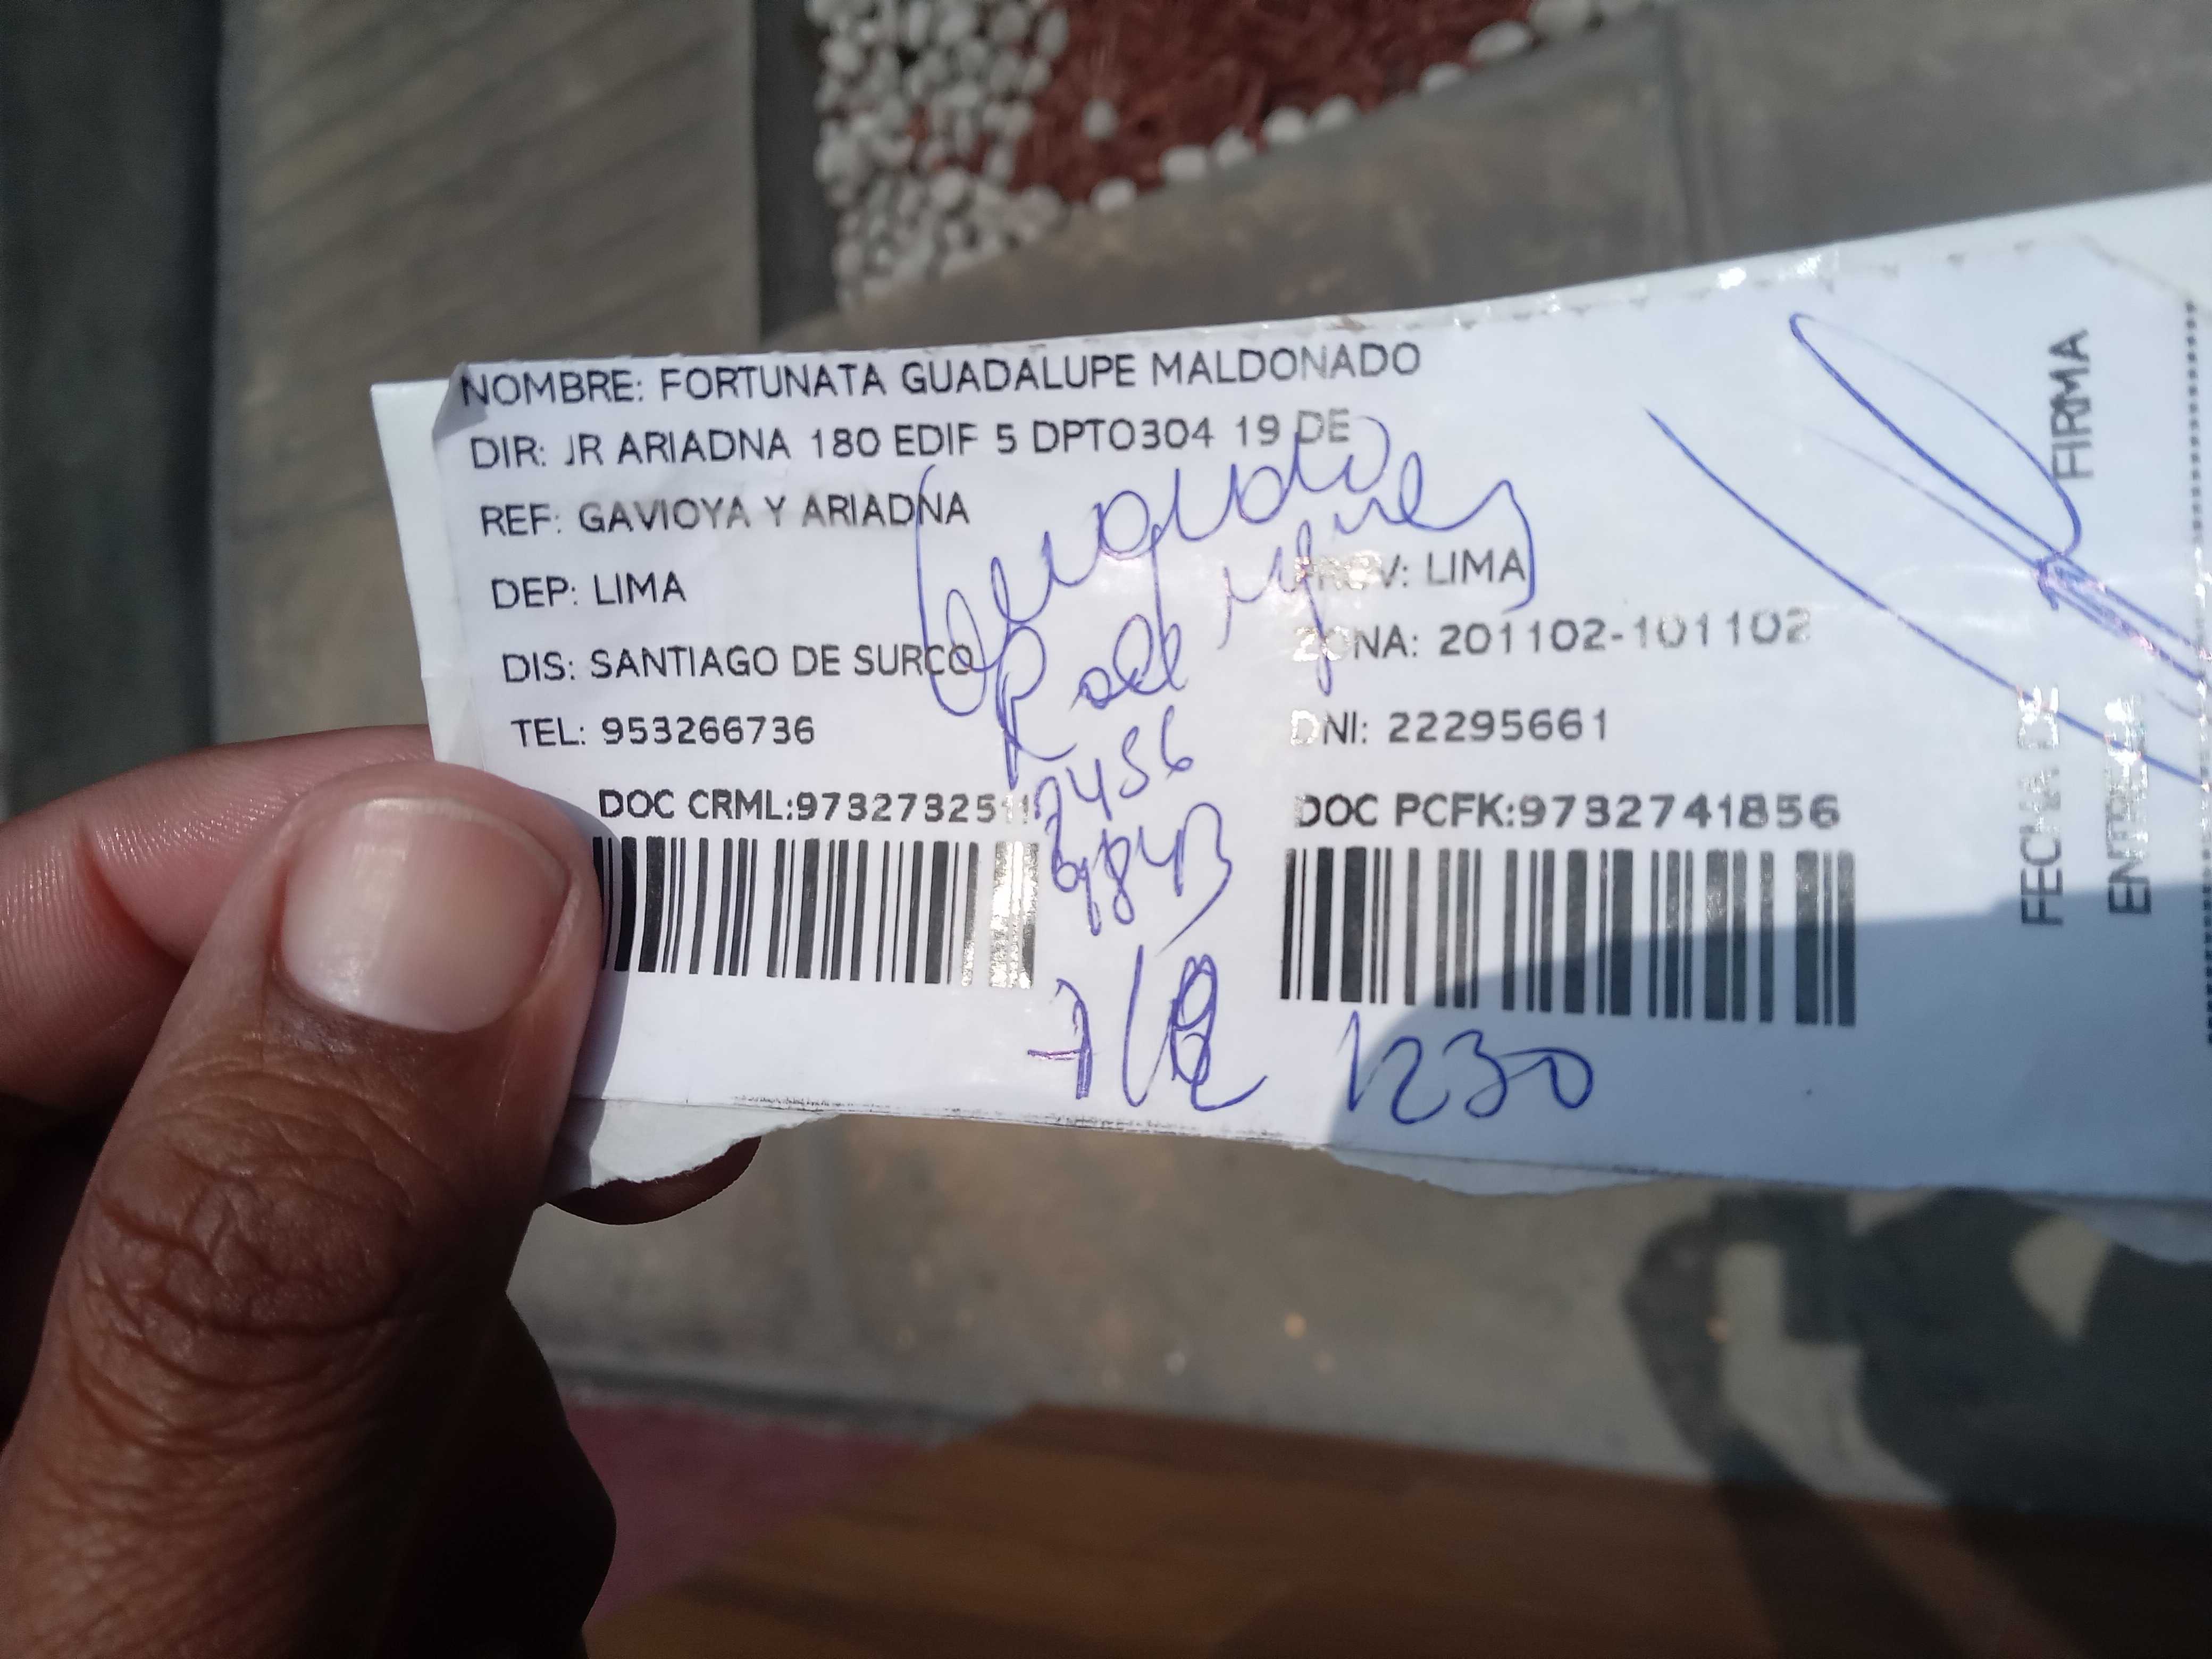 NOMBRE: FORTUNATA GUADALUPE MALDONADO
DIR: JR ARIADNA 180 EDIF 5 DPTO304 19 DE
REF: GAVIOYA Y ARIADNA
DEP: LIMA
PROV: LIMA
DIS: SANTIAGO DE SURCO
ZONA: 201102-101102
TEL: 953266736
DNI: 22295661
DOC CRML:9732732511
DOC PCFK:9732741856
1230
FIRMA
FECHA DE
ENTREGA